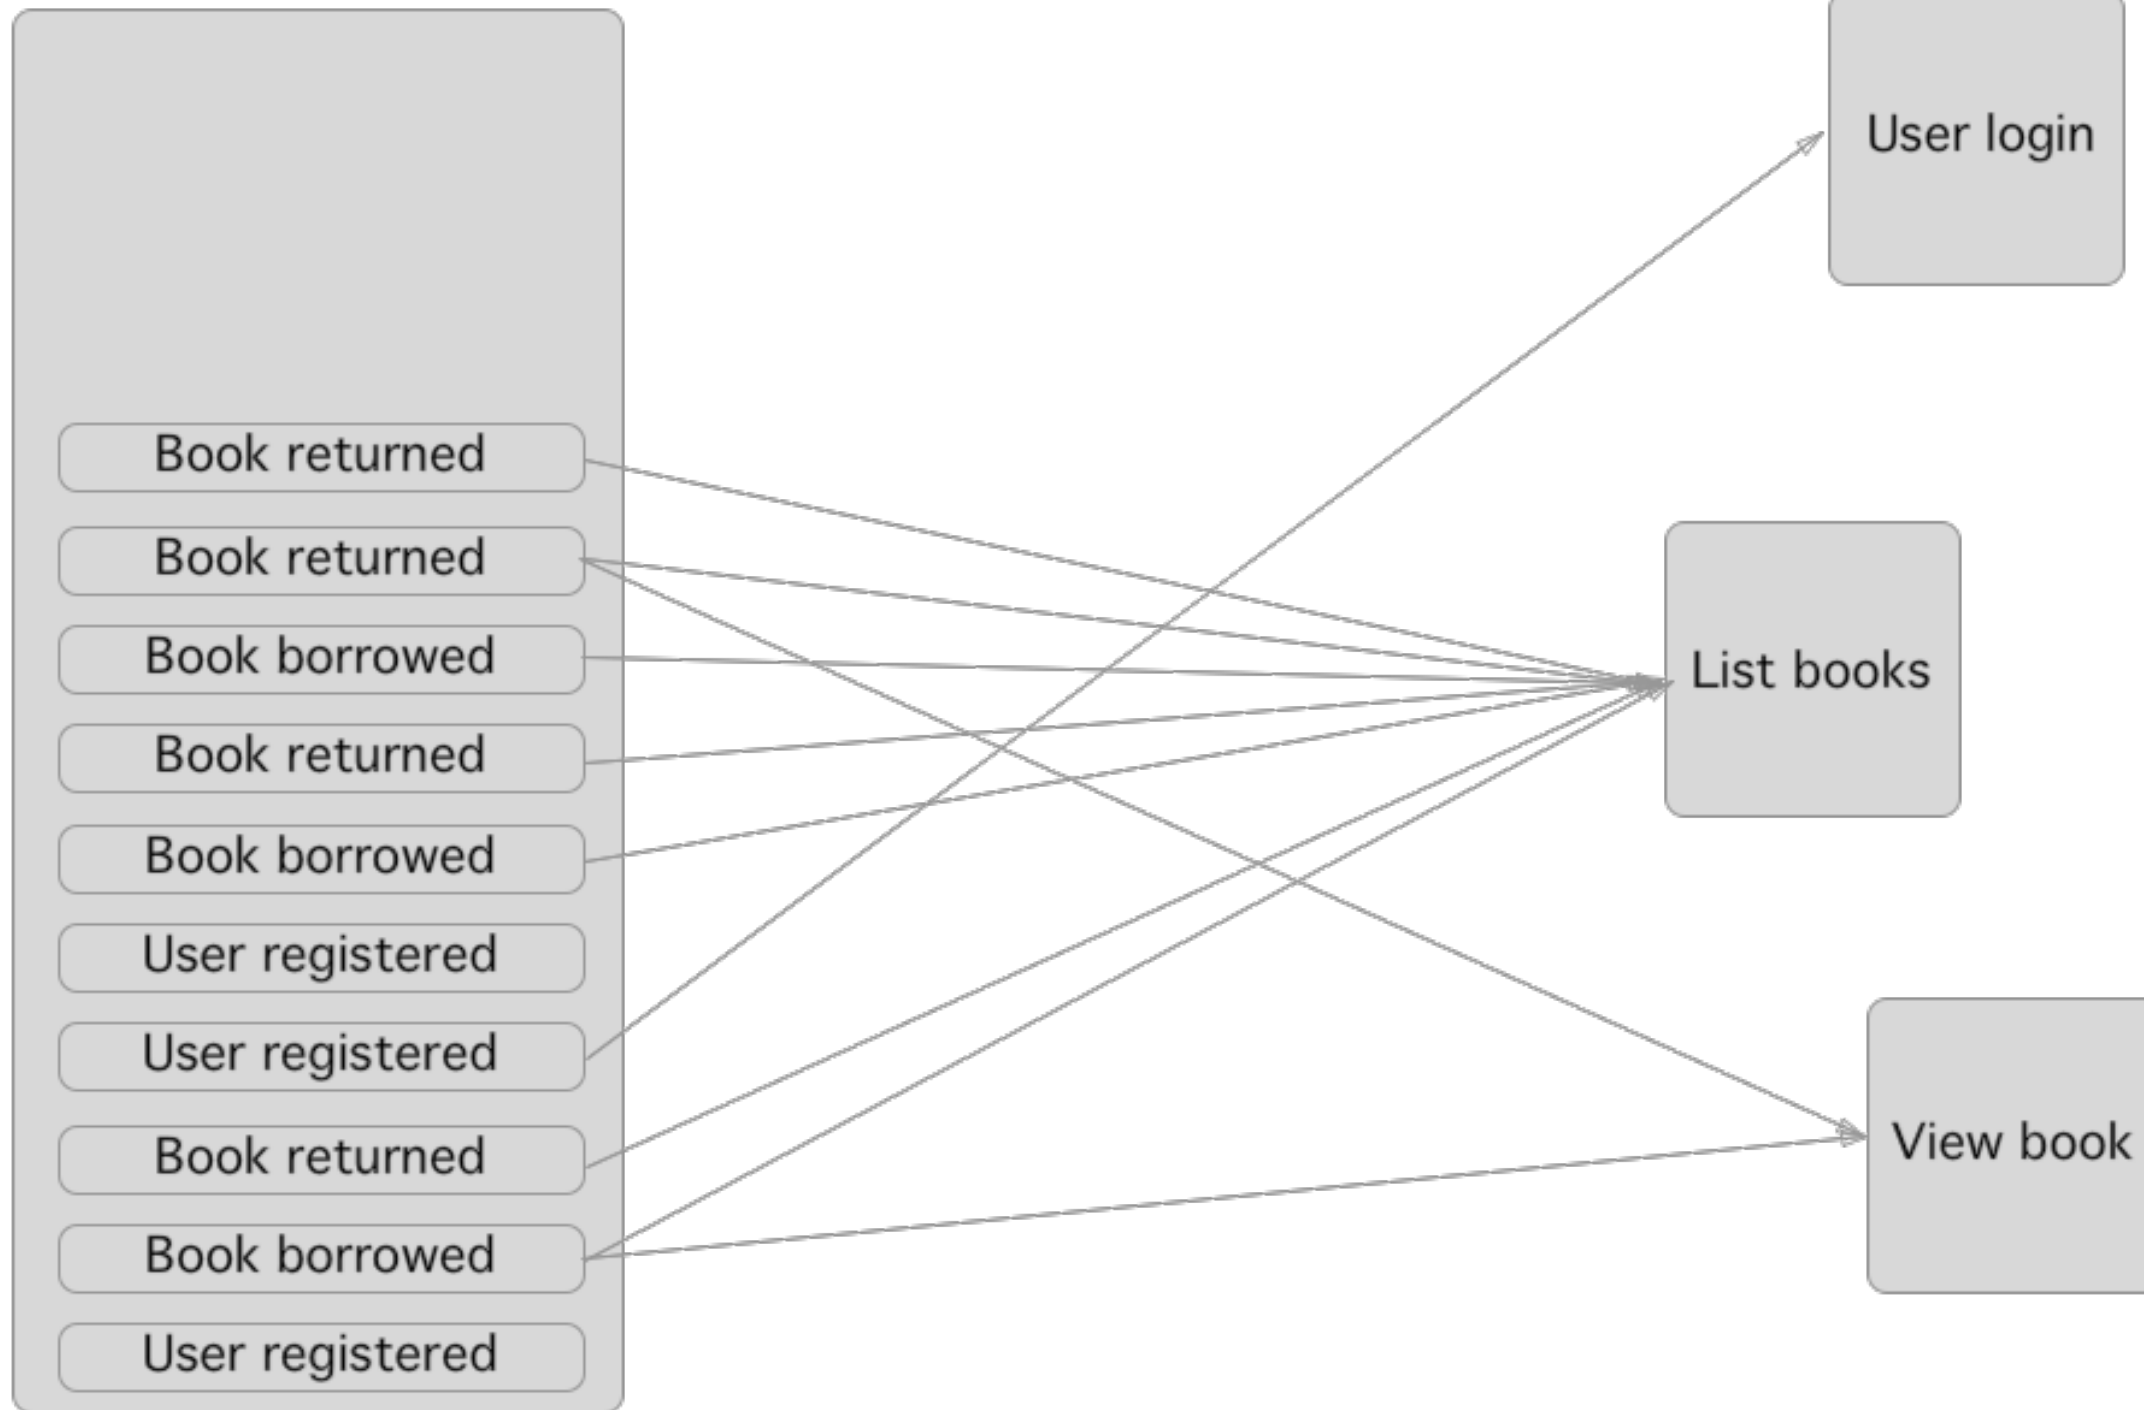 User login
Book returned
Book returned
Book borrowed
List books
Book returned
Book borrowed
User registered
User registered
Book returned
View book
Book borrowed
User registered